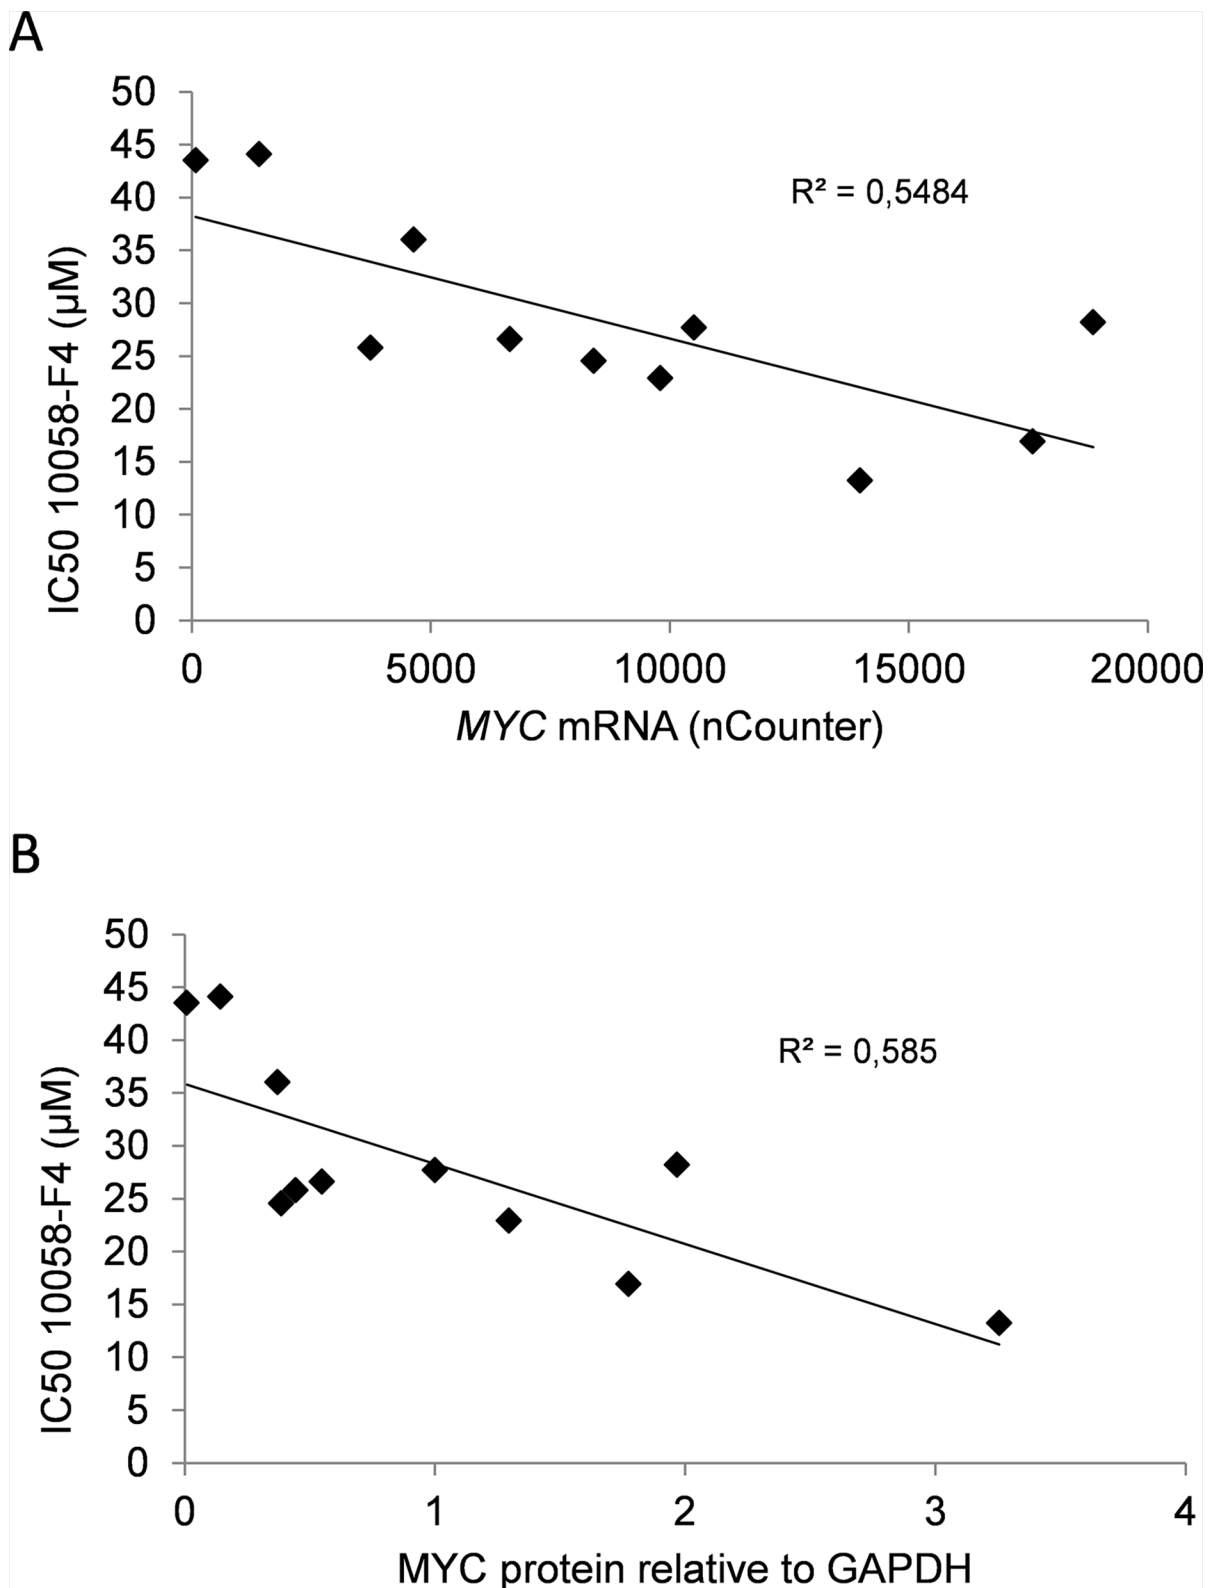 A
50
45
40
35
30
25
20
15
10
5
0
IC50 10058-F4 (µM)
R² = 0,5484
0 5000 10000 15000 20000
MYC mRNA (nCounter)
B
50
45
40
35
30
25
20
15
10
5
0
IC50 10058-F4 (µM)
R² = 0,585
0 1 2 3 4
MYC protein relative to GAPDH